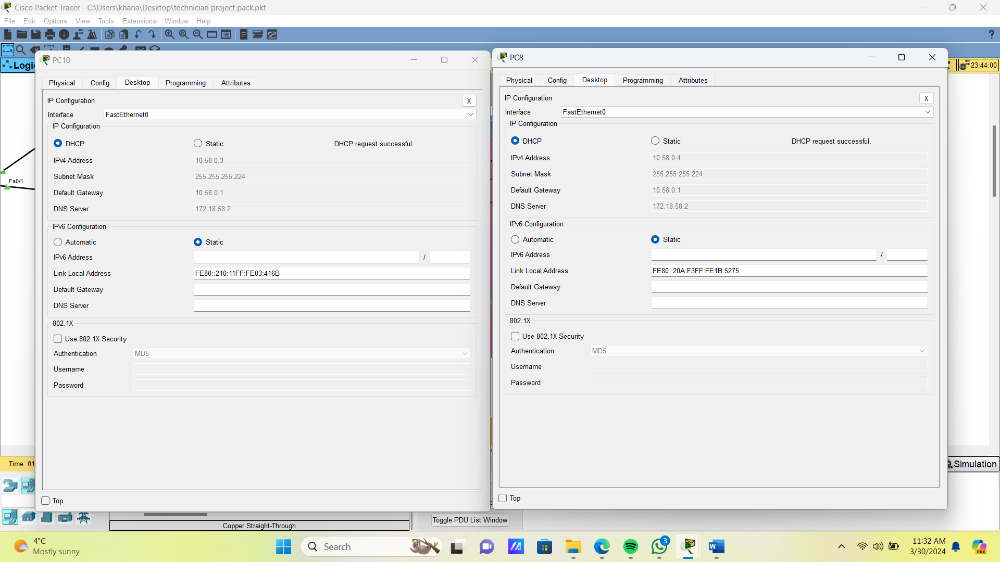 Cisco Packet Tracer - C:\Users\khana\Desktop\technician project pack.pkt
File Edit Options View Tools Extensions Window Help
?
Logic
23:44:00
Fa0/1
PC10
Physical Config Desktop Programming Attributes
IP Configuration X
Interface FastEthernet0
IP Configuration
DHCP Static DHCP request successful.
IPv4 Address 10.58.0.3
Subnet Mask 255.255.255.224
Default Gateway 10.58.0.1
DNS Server 172.18.58.2
IPv6 Configuration
Automatic Static
IPv6 Address /
Link Local Address FE80::210:11FF:FE03:416B
Default Gateway
DNS Server
802.1X
Use 802.1X Security
Authentication MD5
Username
Password
Top
PC8
Physical Config Desktop Programming Attributes
IP Configuration X
Interface FastEthernet0
IP Configuration
DHCP Static DHCP request successful.
IPv4 Address 10.58.0.4
Subnet Mask 255.255.255.224
Default Gateway 10.58.0.1
DNS Server 172.18.58.2
IPv6 Configuration
Automatic Static
IPv6 Address /
Link Local Address FE80::20A:F3FF:FE1B:5275
Default Gateway
DNS Server
802.1X
Use 802.1X Security
Authentication MD5
Username
Password
Top
Time: 01
Simulation
Toggle PDU List Window
Copper Straight-Through
4°C
Mostly sunny
Search
3
W
11:32 AM
3/30/2024
PRE